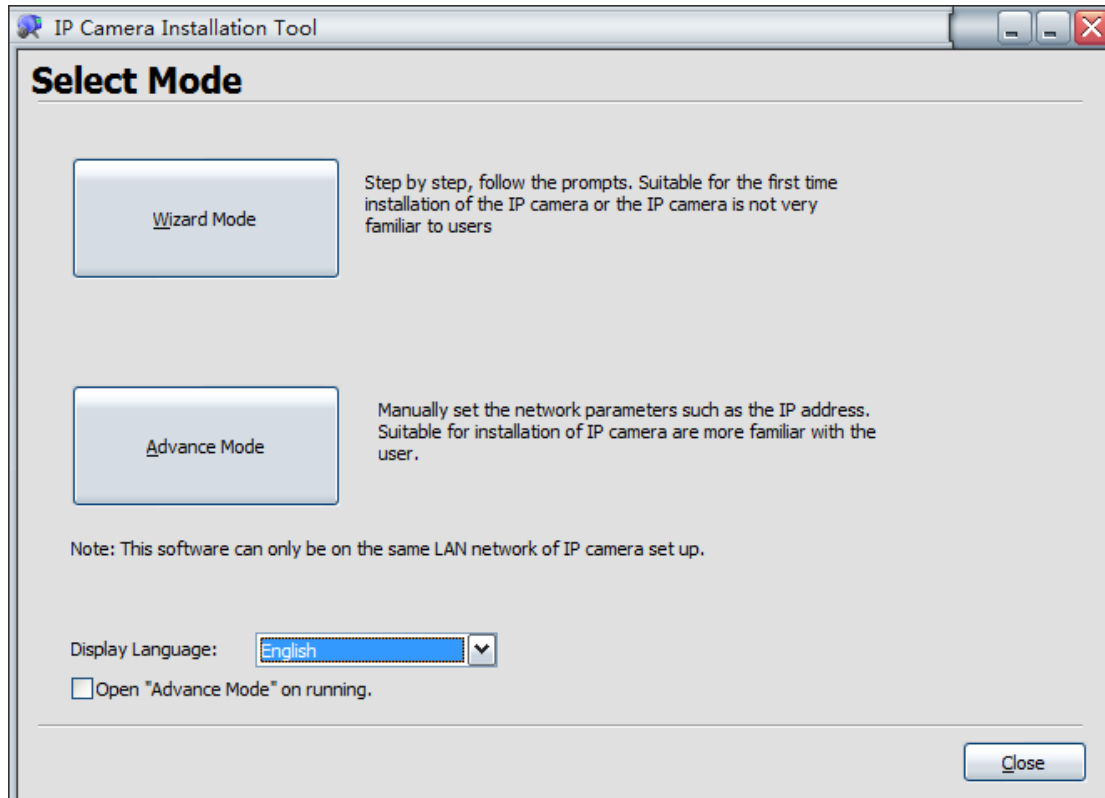 IP Camera Installation Tool
Select Mode
Wizard Mode
Step by step, follow the prompts. Suitable for the first time
installation of the IP camera or the IP camera is not very
familiar to users
Advance Mode
Manually set the network parameters such as the IP address.
Suitable for installation of IP camera are more familiar with the
user.
Note: This software can only be on the same LAN network of IP camera set up.
Display Language: English
Open "Advance Mode" on running.
Close